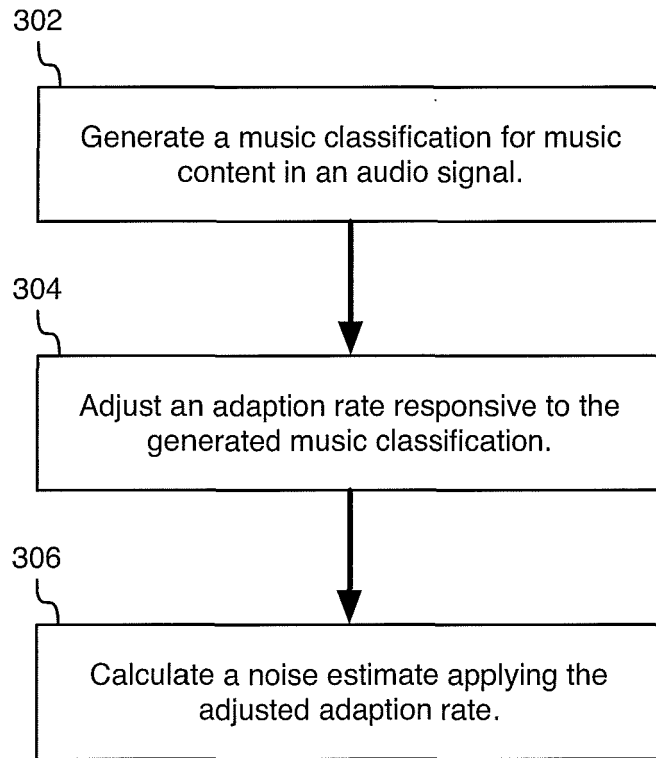 302
Generate a music classification for music
content in an audio signal.
304
Adjust an adaption rate responsive to the
generated music classification.
306
Calculate a noise estimate applying the
adjusted adaption rate.